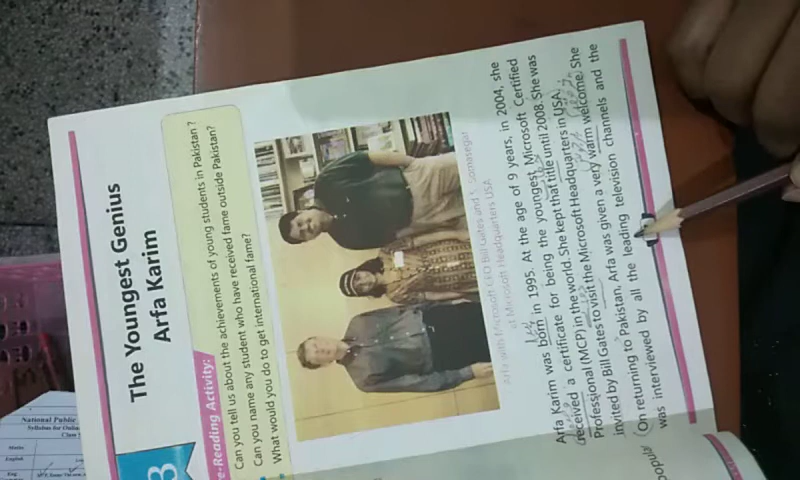 3
The Youngest Genius
Arfa Karim
e-Reading Activity:
Can you tell us about the achievements of young students in Pakistan ?
Can you name any student who have received fame outside Pakistan?
What would you do to get international fame?
Arfa with Microsoft CEO Bill Gates and S. Somasegar
at Microsoft Headquarters USA
Arfa Karim was born in 1995. At the age of 9 years, in 2004, she
received a certificate for being the youngest Microsoft Certified
Professional (MCP) in the world. She kept that title until 2008. She was
invited by Bill Gates to visit the Microsoft Headquarters in USA.
On returning to Pakistan, Arfa was given a very warm welcome. She
was interviewed by all the leading television channels and the
popula
National Public
Syllabus for Onlin
Class
Maths
English
Eng